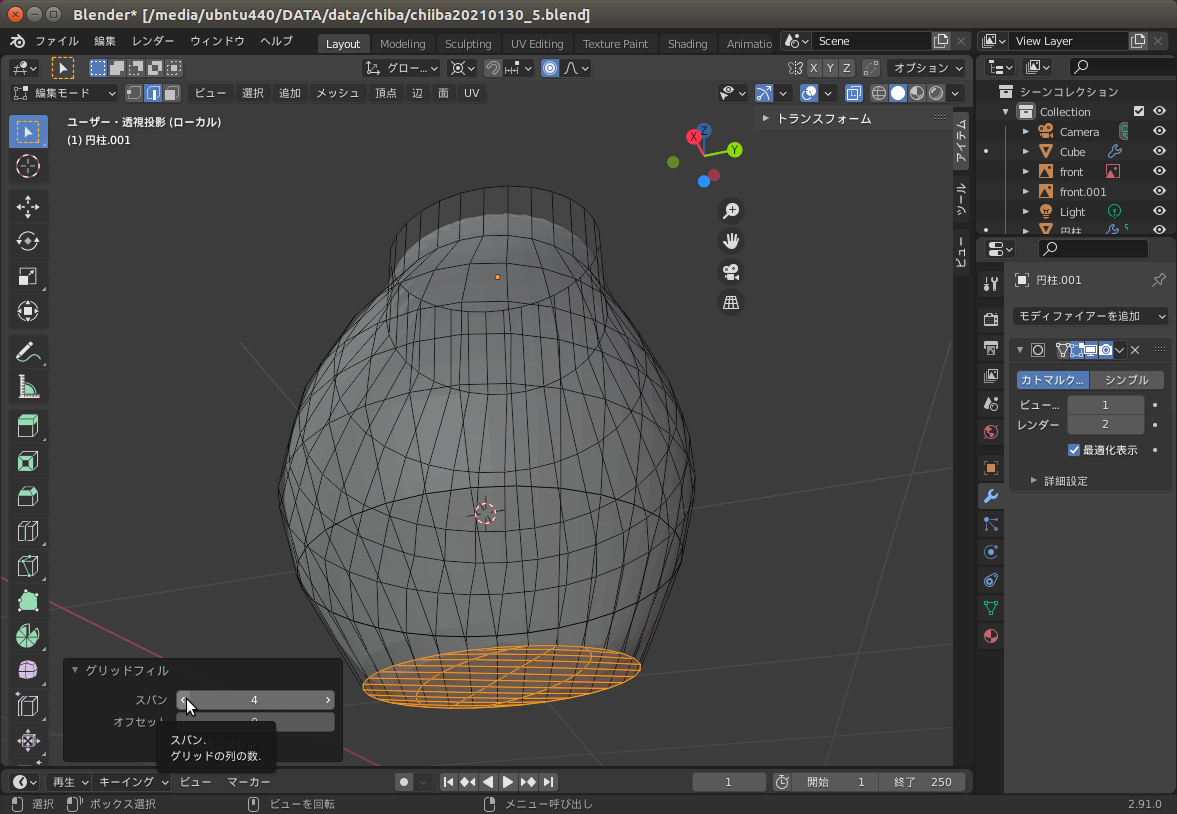 Blender* [/media/ubntu440/DATA/data/chiba/chiiba20210130_5.blend]
ファイル 編集 レンダー ウィンドウ ヘルプ Layout Modeling Sculpting UV Editing Texture Paint Shading Animatio Scene View Layer
グロー... X Y Z オプション
編集モード ビュー 選択 追加 メッシュ 頂点 辺 面 UV
シーンコレクション
Collection
Camera
Cube
front
front.001
Light
円柱
5
ユーザー・透視投影 (ローカル)
(1) 円柱.001
トランスフォーム
アイテム
ツール
ビュー
X
Z
Y
円柱.001
モディファイアーを追加
カトマルク... シンプル
ビュー... 1
レンダー 2
最適化表示
詳細設定
グリッドフィル
スパン 4
オフセット 0
スパン.
グリッドの列の数.
再生 キーイング ビュー マーカー 1 開始 1 終了 250
選択 ボックス選択 ビューを回転 メニュー呼び出し 2.91.0